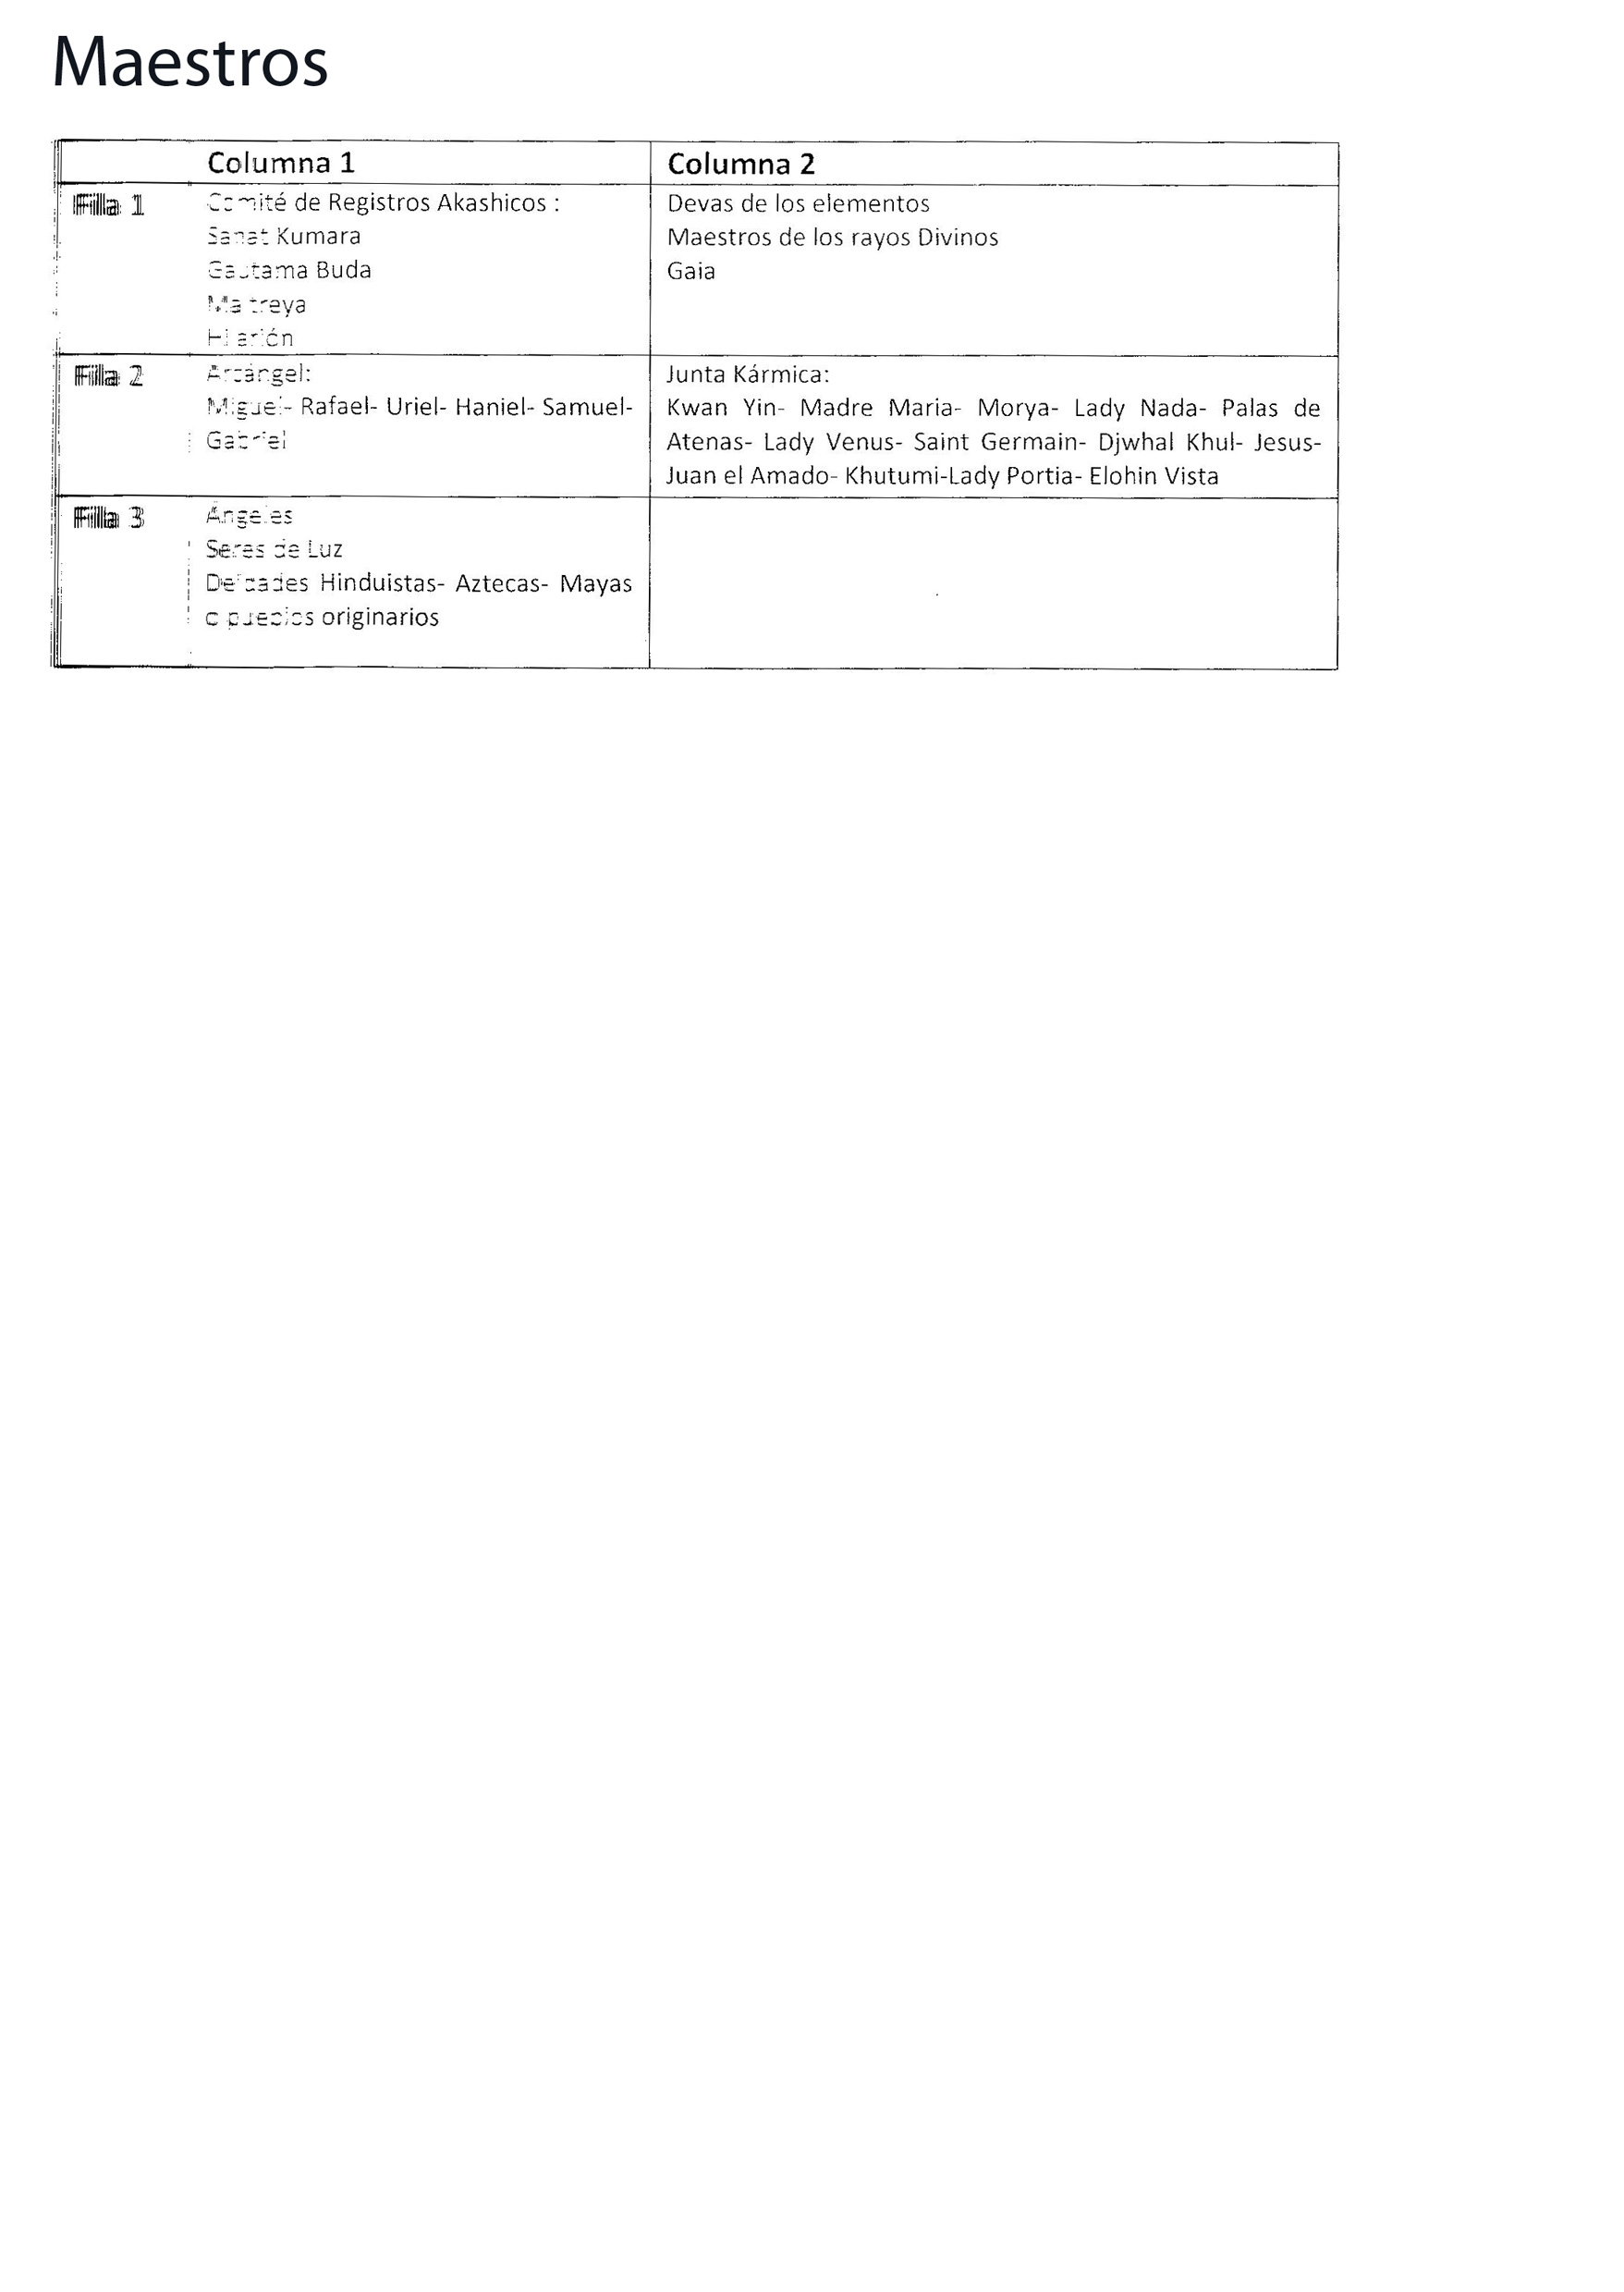 Maestros
Columna 1 Columna 2
Fila 1 Comité de Registros Akashicos : Devas de los elementos
Sanat Kumara Maestros de los rayos Divinos
Gautama Buda Gaia
Maitreya
Hilarión
Fila 2 Arcángel: Junta Kármica:
Miguel- Rafael- Uriel- Haniel- Samuel- Kwan Yin- Madre Maria- Morya- Lady Nada- Palas de
Gabriel Atenas- Lady Venus- Saint Germain- Djwhal Khul- Jesus-
Juan el Amado- Khutumi-Lady Portia- Elohin Vista
Fila 3 Ángeles
Seres de Luz
Deidades Hinduistas- Aztecas- Mayas
o pueblos originarios